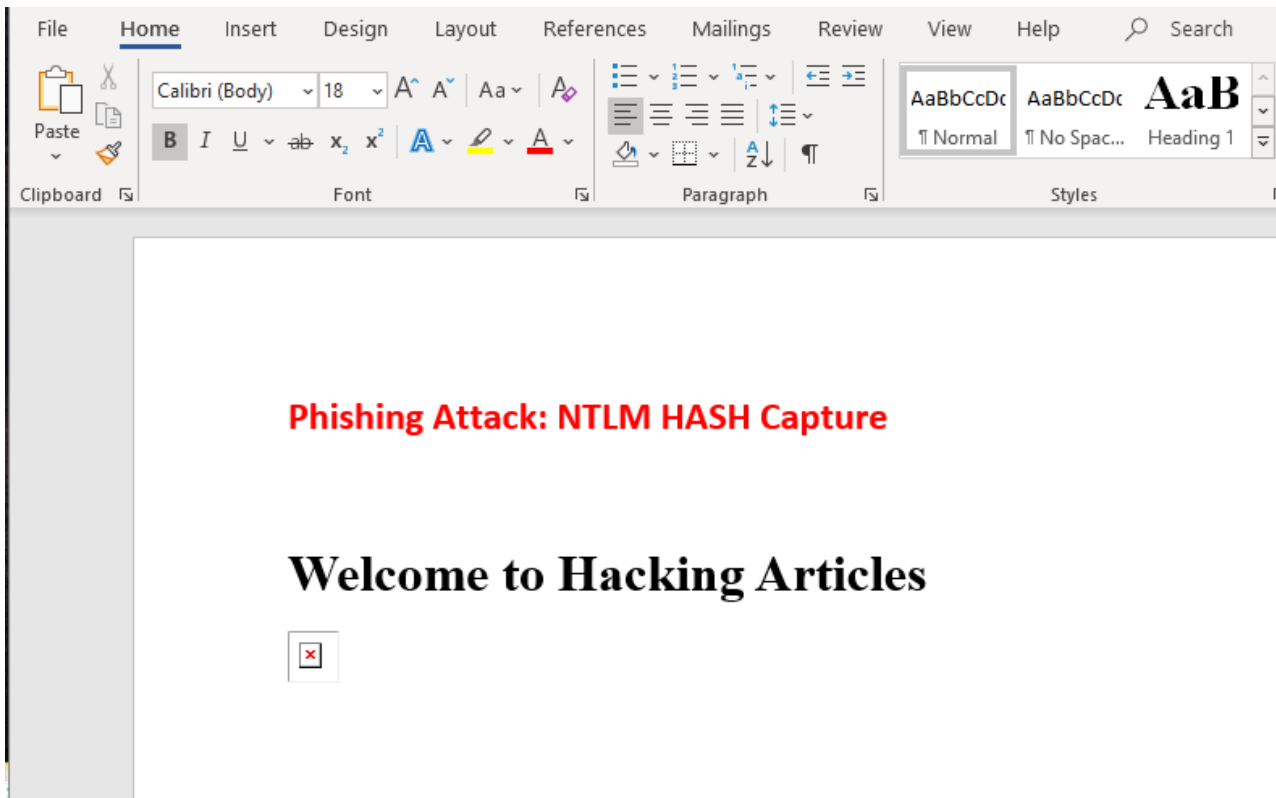 File Home Insert Design Layout References Mailings Review View Help Search
Calibri (Body) 18 A A Aa A
AaBbCcDc AaBbCcDc AaB
Paste
B I U ab x2 x² A A
A Z ¶
¶ Normal ¶ No Spac... Heading 1
Clipboard Font Paragraph Styles
Phishing Attack: NTLM HASH Capture
Welcome to Hacking Articles